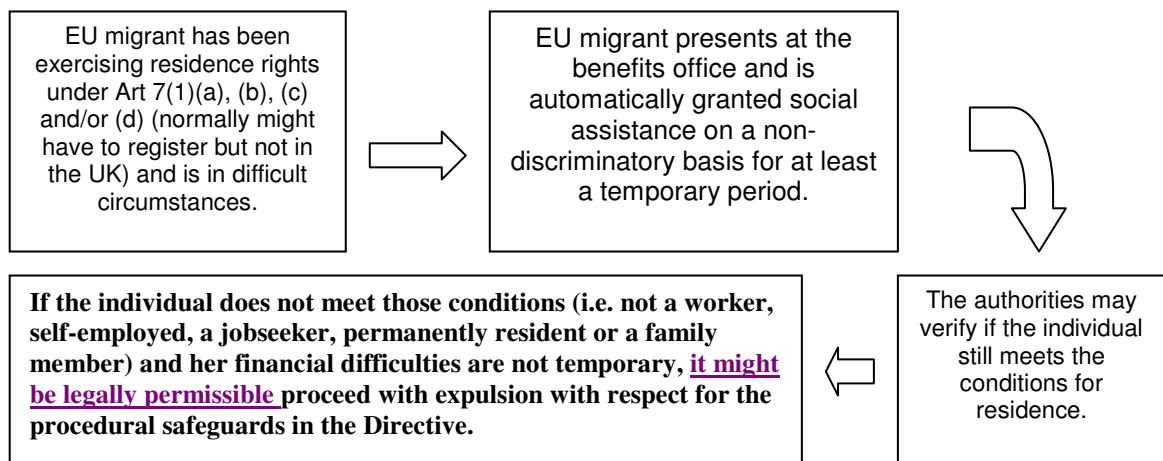 EU migrant has been
exercising residence rights
under Art 7(1)(a), (b), (c)
and/or (d) (normally might
have to register but not in
the UK) and is in difficult
circumstances.
EU migrant presents at the
benefits office and is
automatically granted social
assistance on a non-
discriminatory basis for at least
a temporary period.
The authorities may
verify if the individual
still meets the
conditions for
residence.
If the individual does not meet those conditions (i.e. not a worker,
self-employed, a jobseeker, permanently resident or a family
member) and her financial difficulties are not temporary, it might
be legally permissible proceed with expulsion with respect for the
procedural safeguards in the Directive.